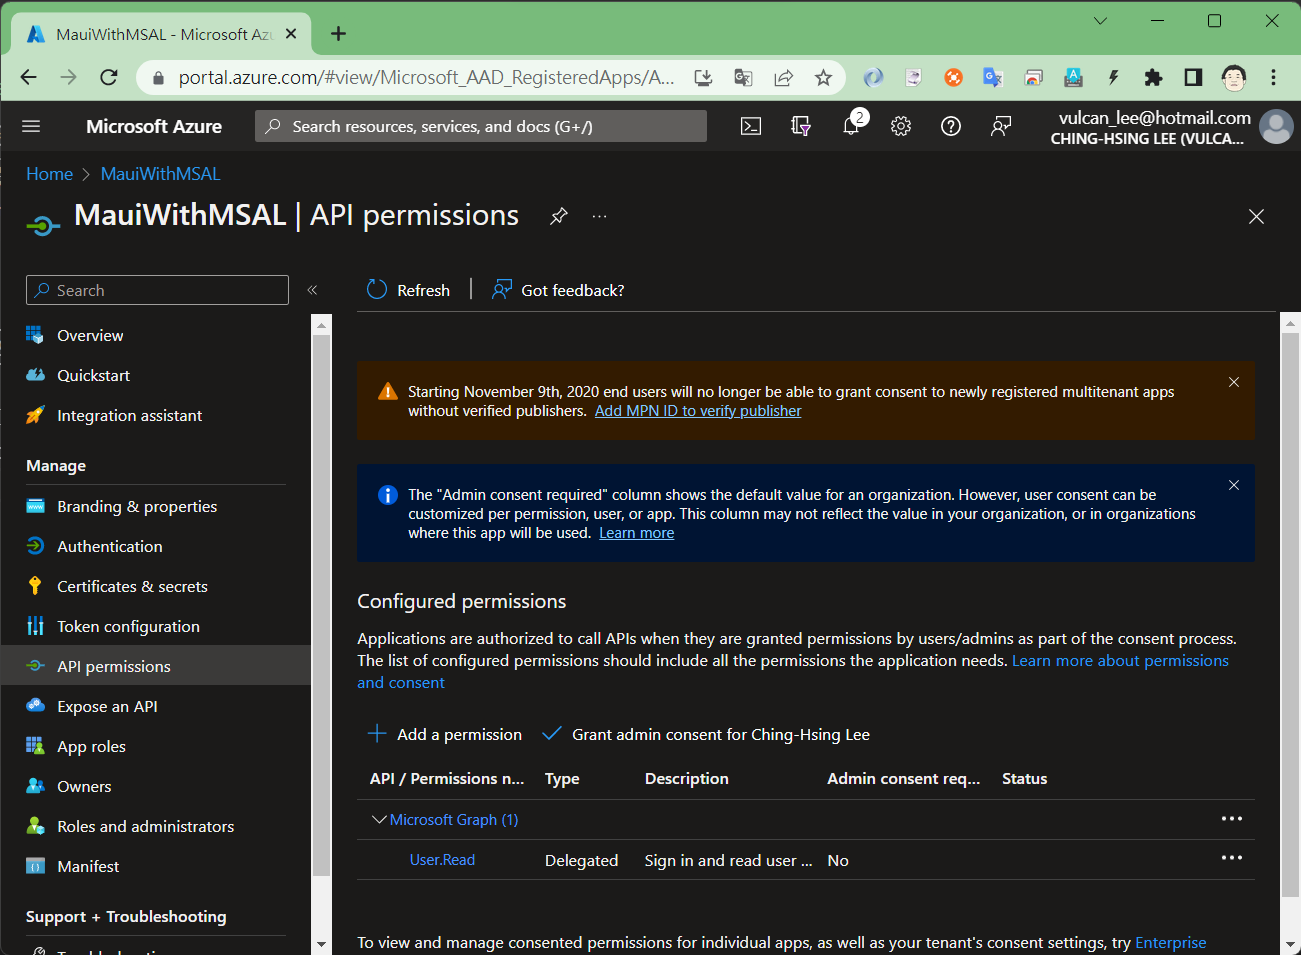 MauiWithMSAL - Microsoft Azu
portal.azure.com/#view/Microsoft_AAD_RegisteredApps/A...
Microsoft Azure
Search resources, services, and docs (G+/)
2
vulcan_lee@hotmail.com
CHING-HSING LEE (VULCA...
Home > MauiWithMSAL
MauiWithMSAL | API permissions
Search
Overview
Quickstart
Integration assistant
Manage
Branding & properties
Authentication
Certificates & secrets
Token configuration
API permissions
Expose an API
App roles
Owners
Roles and administrators
Manifest
Support + Troubleshooting
Refresh
Got feedback?
Starting November 9th, 2020 end users will no longer be able to grant consent to newly registered multitenant apps
without verified publishers. Add MPN ID to verify publisher
The "Admin consent required" column shows the default value for an organization. However, user consent can be
customized per permission, user, or app. This column may not reflect the value in your organization, or in organizations
where this app will be used. Learn more
Configured permissions
Applications are authorized to call APIs when they are granted permissions by users/admins as part of the consent process.
The list of configured permissions should include all the permissions the application needs. Learn more about permissions
and consent
Add a permission
Grant admin consent for Ching-Hsing Lee
API / Permissions n... Type Description Admin consent req... Status
Microsoft Graph (1)
User.Read Delegated Sign in and read user ... No
To view and manage consented permissions for individual apps, as well as your tenant's consent settings, try Enterprise